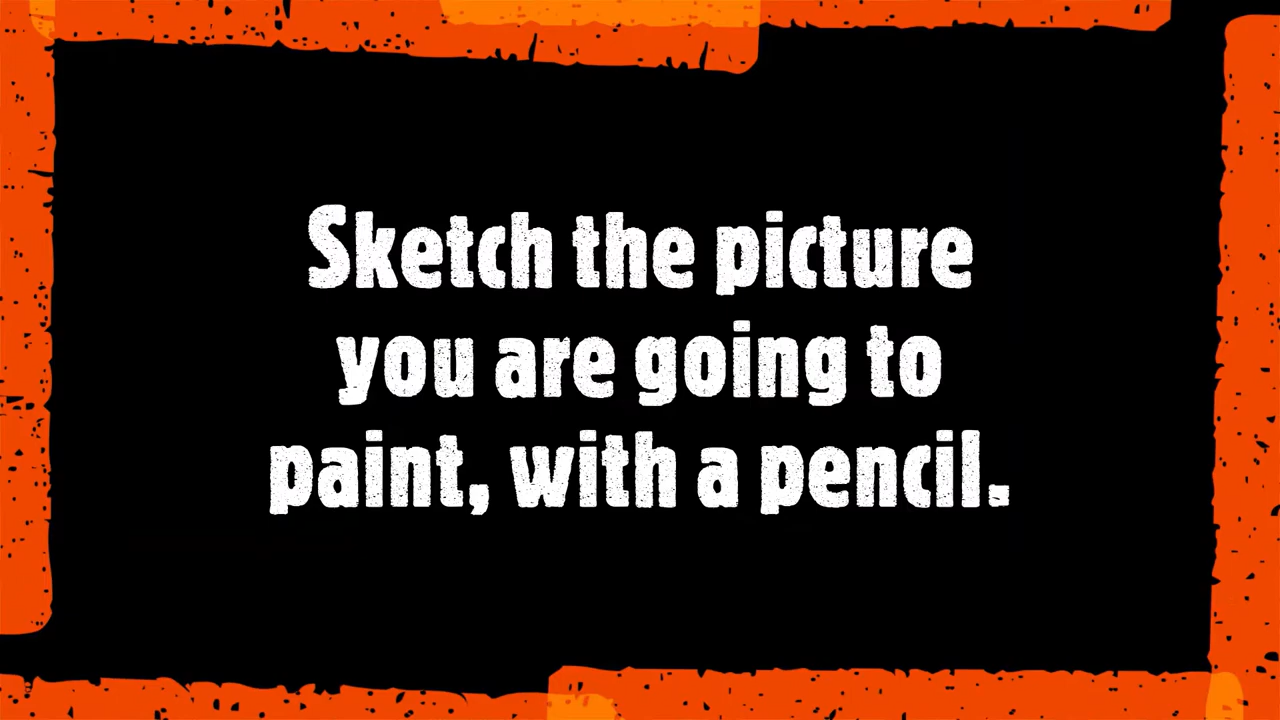 Sketch the picture
you are going to
paint, with a pencil.